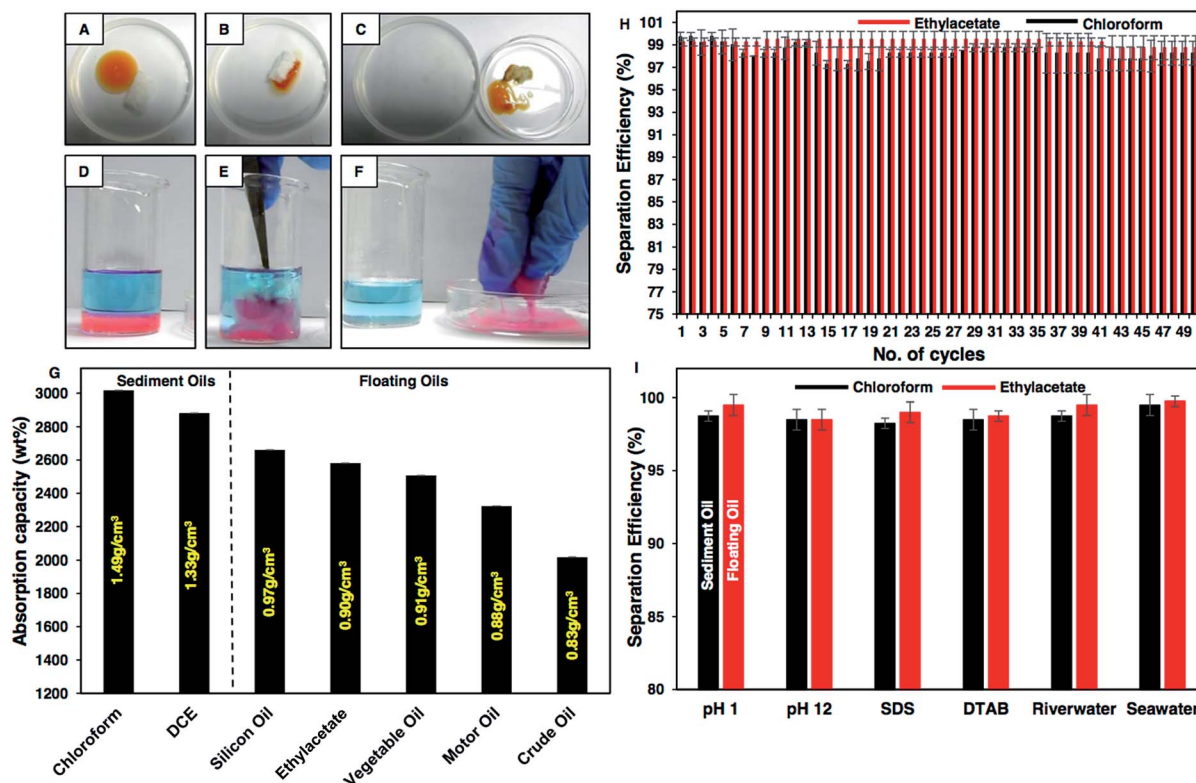 A
B
C
D
E
F
H
Ethylacetate
Chloroform
Separation Efficiency (%)
101
99
97
95
93
91
89
87
85
83
81
79
77
75
1 3 5 7 9 11 13 15 17 19 21 23 25 27 29 31 33 35 37 39 41 43 45 47 49
No. of cycles
G
Sediment Oils
Floating Oils
Absorption capacity (wt%)
3000
2800
2600
2400
2200
2000
1800
1600
1400
1200
1.49g/cm³
1.33g/cm³
0.97g/cm³
0.90g/cm³
0.91g/cm³
0.88g/cm³
0.83g/cm³
Chloroform
DCE
Silicon Oil
Ethylacetate
Vegetable Oil
Motor Oil
Crude Oil
I
Chloroform
Ethylacetate
Separation Efficiency (%)
100
95
90
85
80
Sediment Oil
Floating Oil
pH 1
pH 12
SDS
DTAB
Riverwater
Seawater